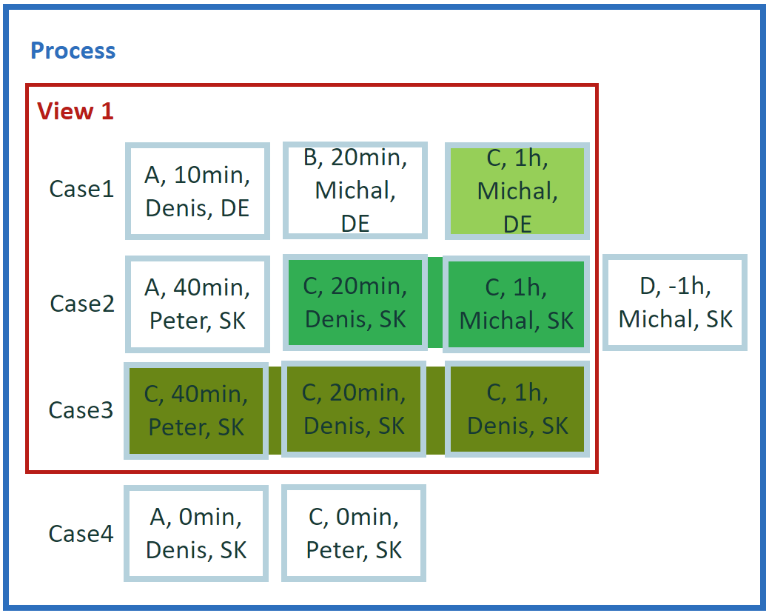 Process
View 1
Case1
A, 10min,
Denis, DE
B, 20min,
Michal,
DE
C, 1h,
Michal,
DE
Case2
A, 40min,
Peter, SK
C, 20min,
Denis, SK
C, 1h,
Michal, SK
D, -1h,
Michal, SK
Case3
C, 40min,
Peter, SK
C, 20min,
Denis, SK
C, 1h,
Denis, SK
Case4
A, 0min,
Denis, SK
C, 0min,
Peter, SK